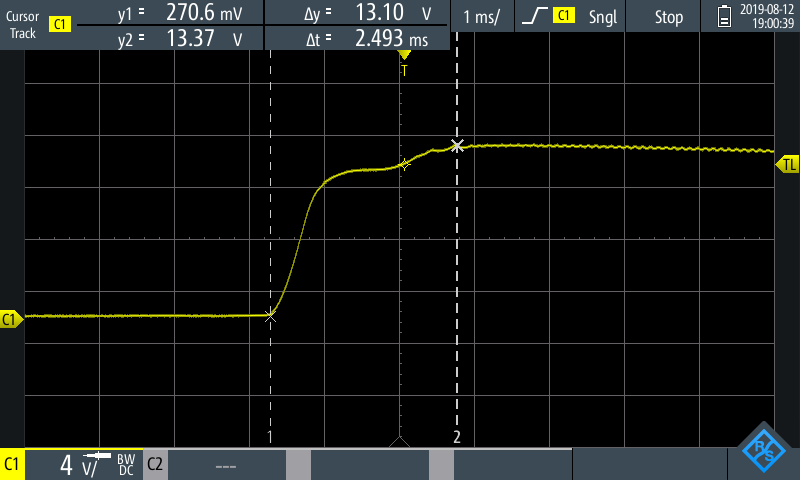 Cursor Track C1 y1 = 270.6 mV Δy = 13.10 V 1 ms/ C1 Sngl Stop 2019-08-12
y2 = 13.37 V Δt = 2.493 ms 19:00:39
T
TL
C1
1 2
C1 4 V/ BW DC C2 --- R&S